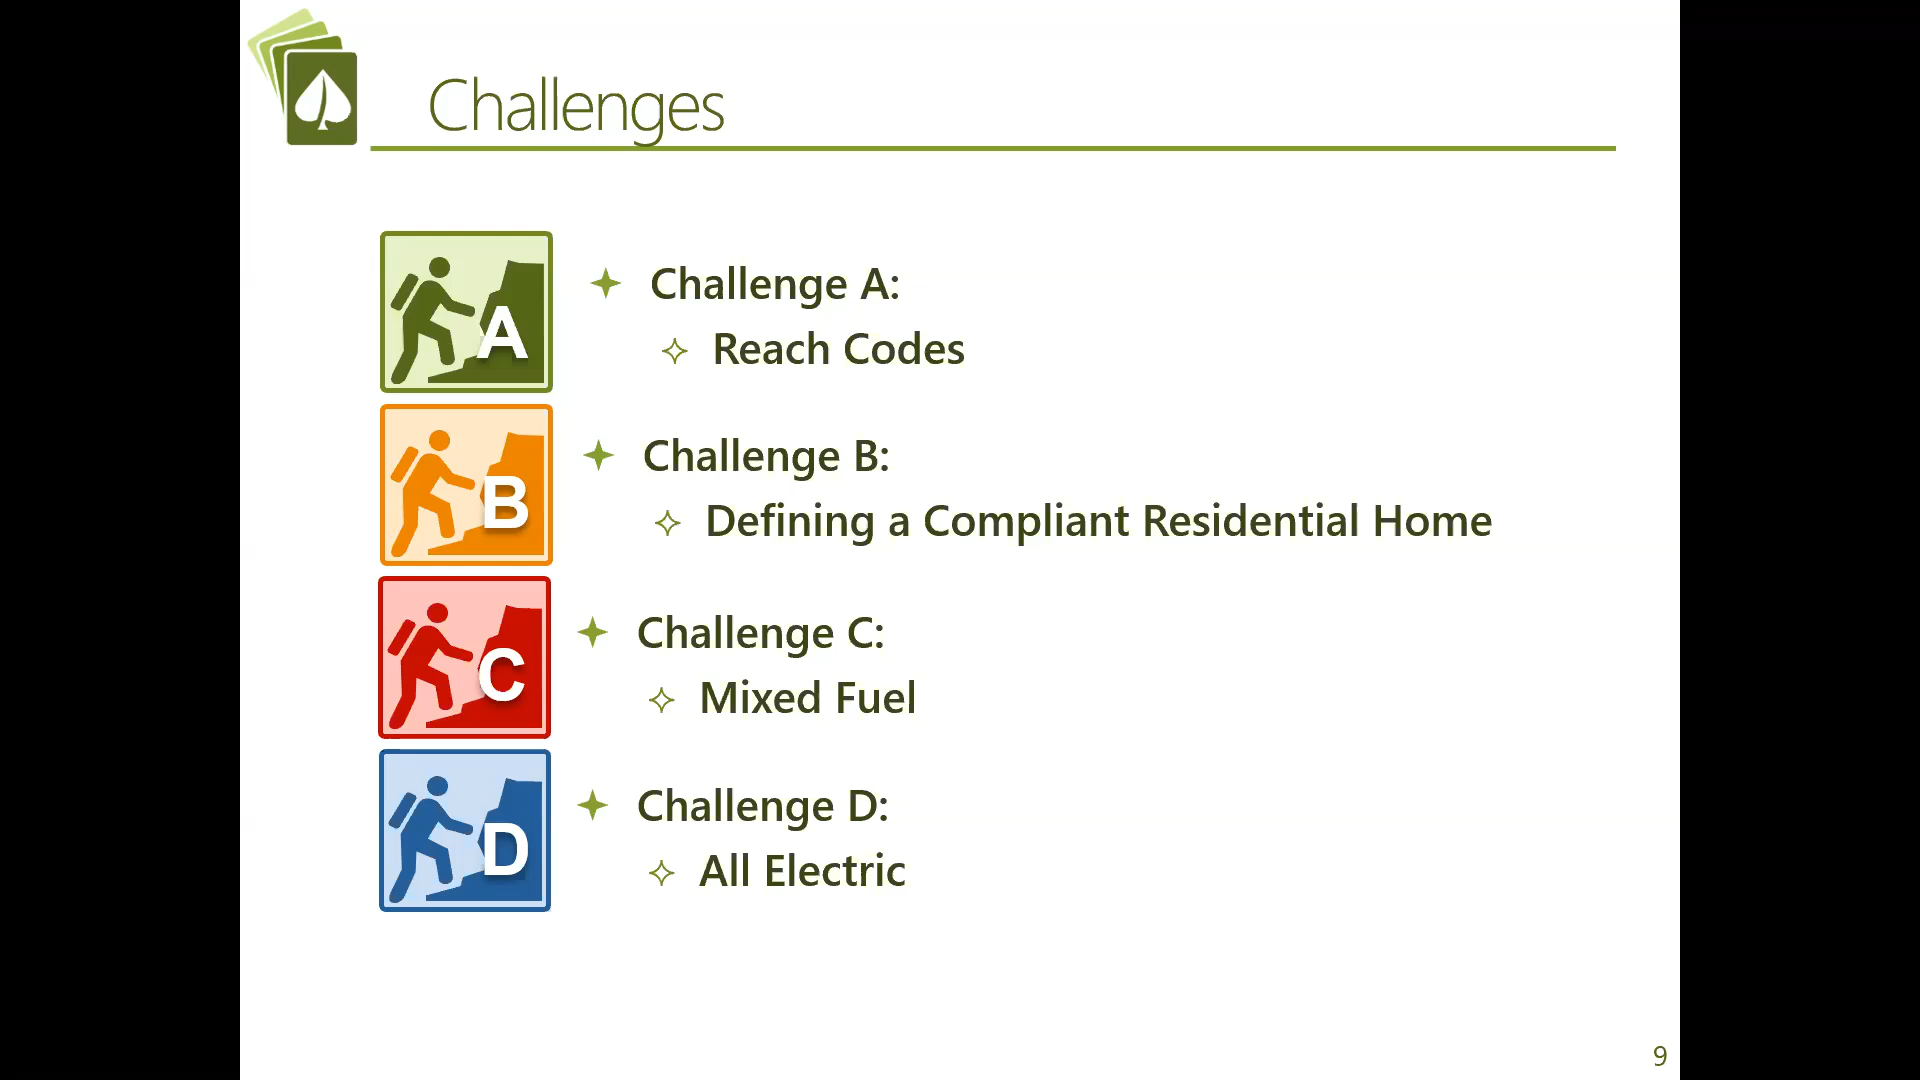 Challenges
A
Challenge A:
Reach Codes
B
Challenge B:
Defining a Compliant Residential Home
C
Challenge C:
Mixed Fuel
D
Challenge D:
All Electric
9